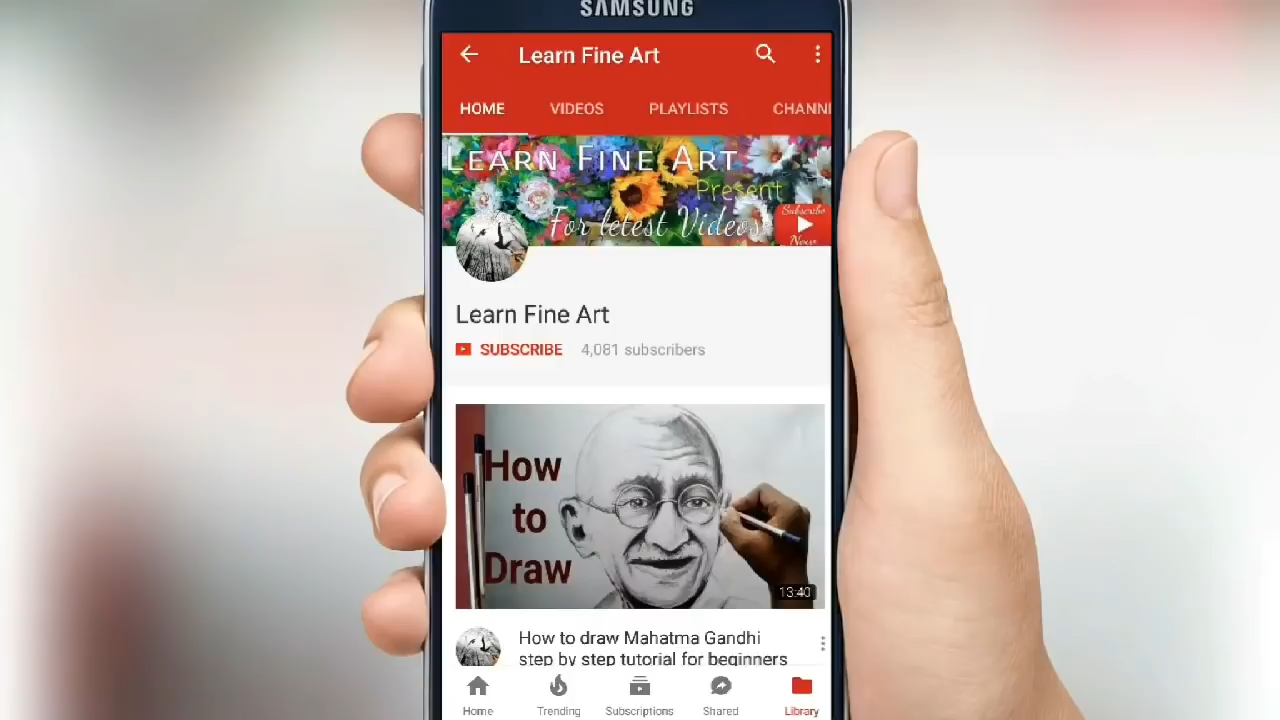 SAMSUNG
Learn Fine Art
HOME VIDEOS PLAYLISTS CHANNE
LEARN FINE ART
Present
For letest Videos
Subscribe
Now
Learn Fine Art
SUBSCRIBE 4,081 subscribers
How
to
Draw
13:40
How to draw Mahatma Gandhi
step by step tutorial for beginners
Home Trending Subscriptions Shared Library